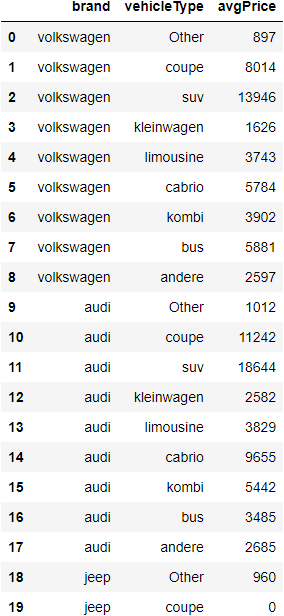 brand vehicleType avgPrice
0 volkswagen Other 897
1 volkswagen coupe 8014
2 volkswagen suv 13946
3 volkswagen kleinwagen 1626
4 volkswagen limousine 3743
5 volkswagen cabrio 5784
6 volkswagen kombi 3902
7 volkswagen bus 5881
8 volkswagen andere 2597
9 audi Other 1012
10 audi coupe 11242
11 audi suv 18644
12 audi kleinwagen 2582
13 audi limousine 3829
14 audi cabrio 9655
15 audi kombi 5442
16 audi bus 3485
17 audi andere 2685
18 jeep Other 960
19 jeep coupe 0